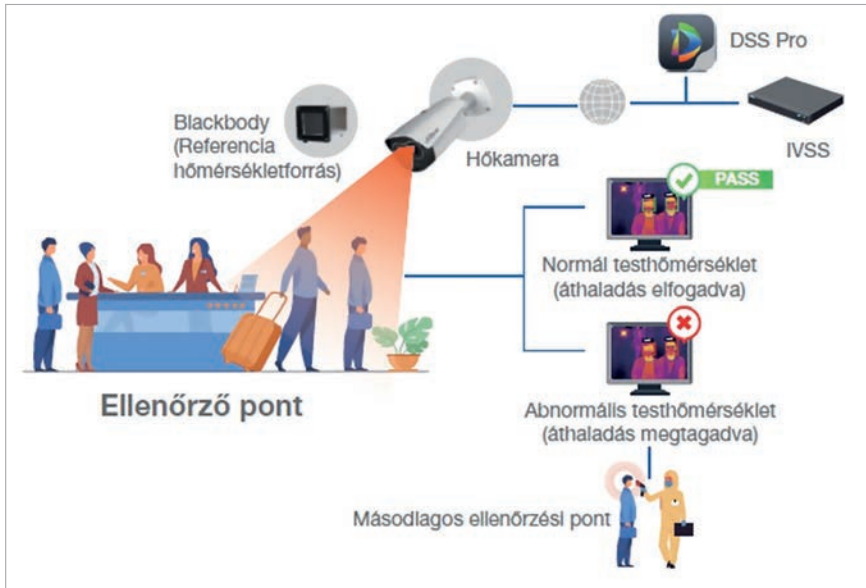 DSS Pro
Blackbody
(Referencia
hőmérsékletforrás)
Hőkamera
IVSS
PASS
Normál testhőmérséklet
(áthaladás elfogadva)
Ellenőrző pont
Abnormális testhőmérséklet
(áthaladás megtagadva)
Másodlagos ellenőrzési pont